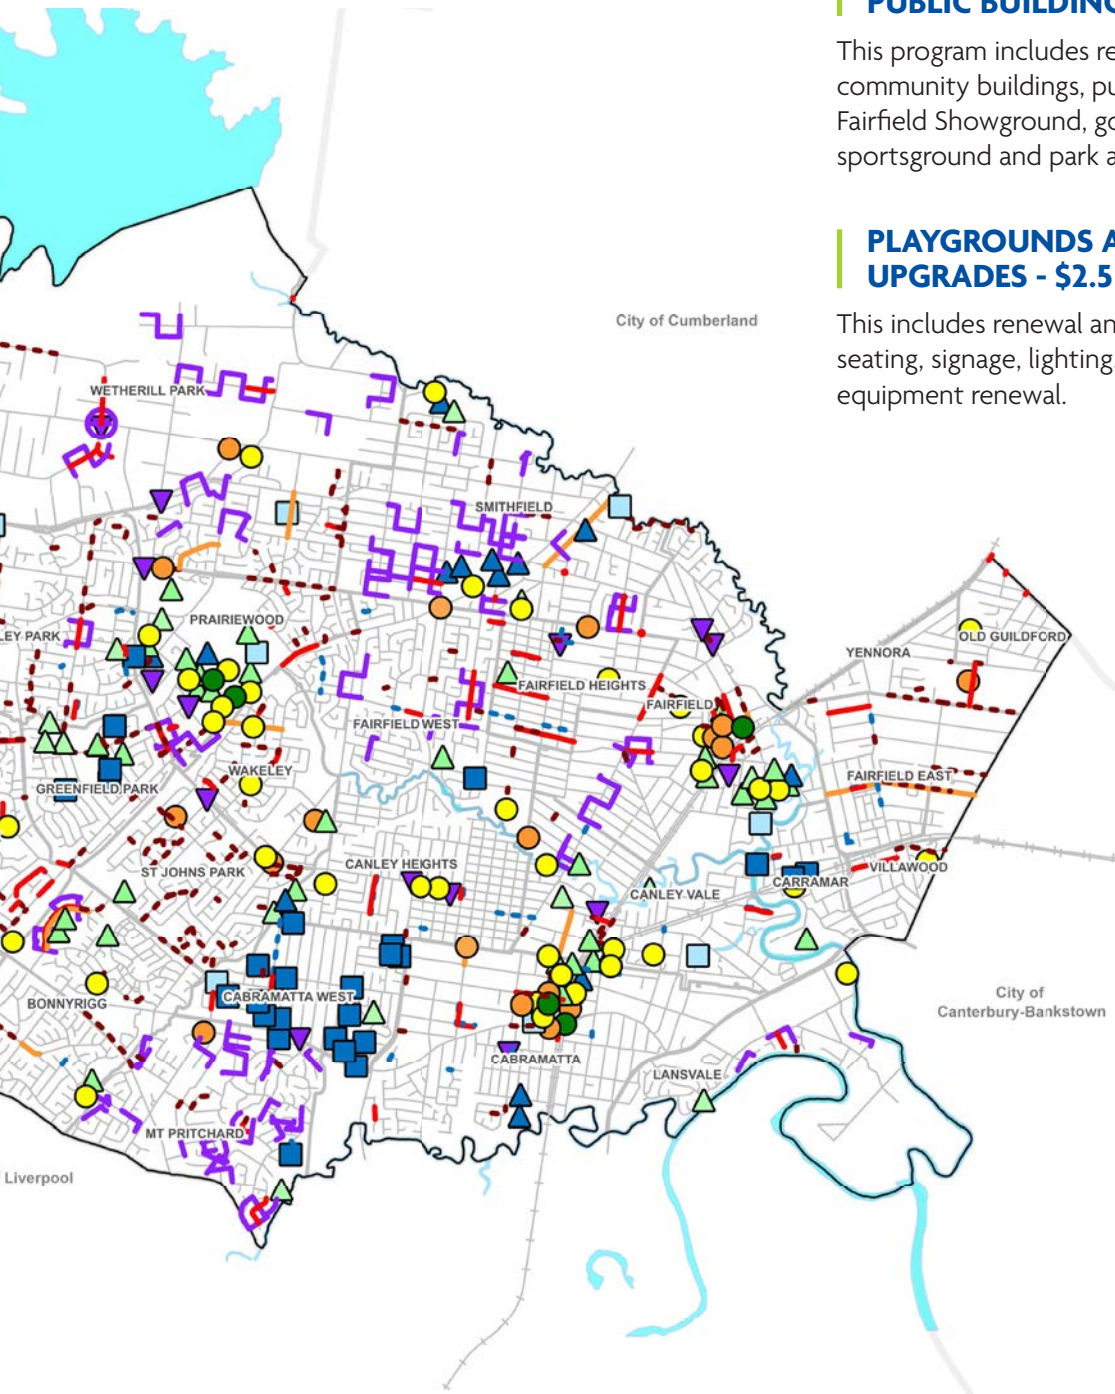 PUBLIC BUILDING
This program includes re
community buildings, pu
Fairfield Showground, go
sportsground and park a
PLAYGROUNDS A
UPGRADES - $2.5
This includes renewal an
seating, signage, lighting,
equipment renewal.
City of Cumberland
WETHERILL PARK
SMITHFIELD
PRAIRIEWOOD
LEY PARK
OLD GUILDFORD
YENNORA
FAIRFIELD HEIGHTS
FAIRFIELD
FAIRFIELD WEST
WAKELEY
FAIRFIELD EAST
GREENFIELD PARK
CANLEY HEIGHTS
ST JOHNS PARK
VILLAWOOD
CARRAMAR
CANLEY VALE
CABRAMATTA WEST
BONNYRIGG
City of
Canterbury-Bankstown
CABRAMATTA
LANSVALE
MT PRITCHARD
Liverpool